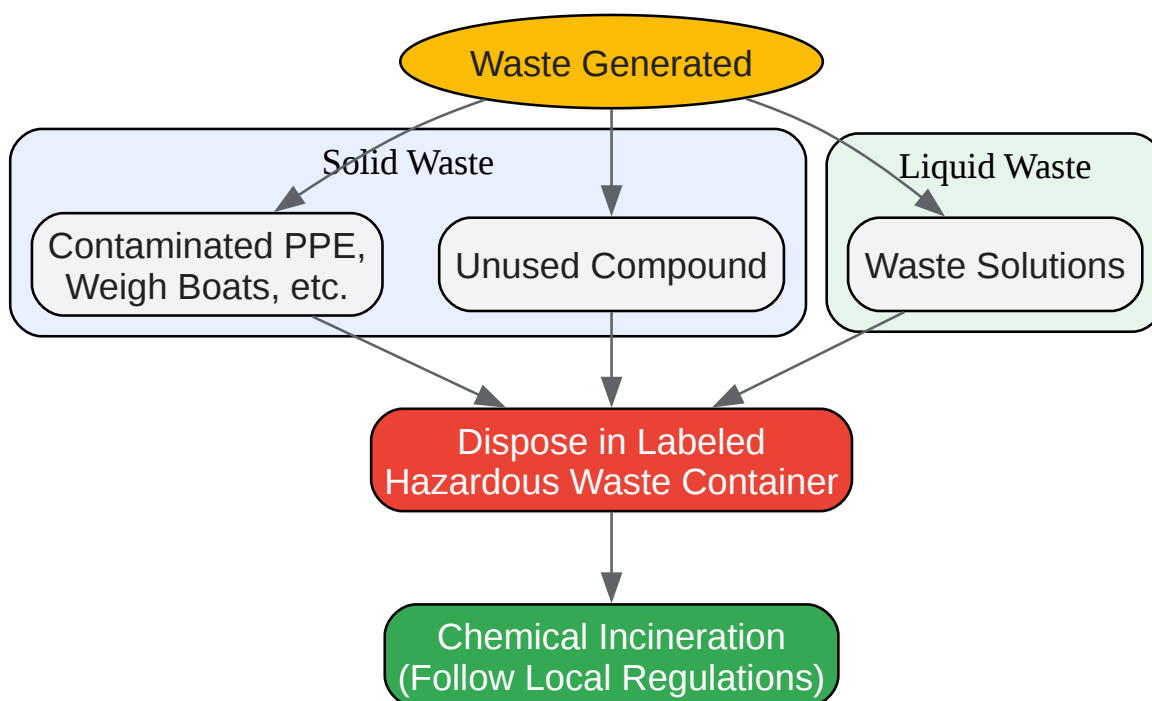 Waste Generated
Solid Waste
Liquid Waste
Contaminated PPE,
Weigh Boats, etc.
Unused Compound
Waste Solutions
Dispose in Labeled
Hazardous Waste Container
Chemical Incineration
(Follow Local Regulations)